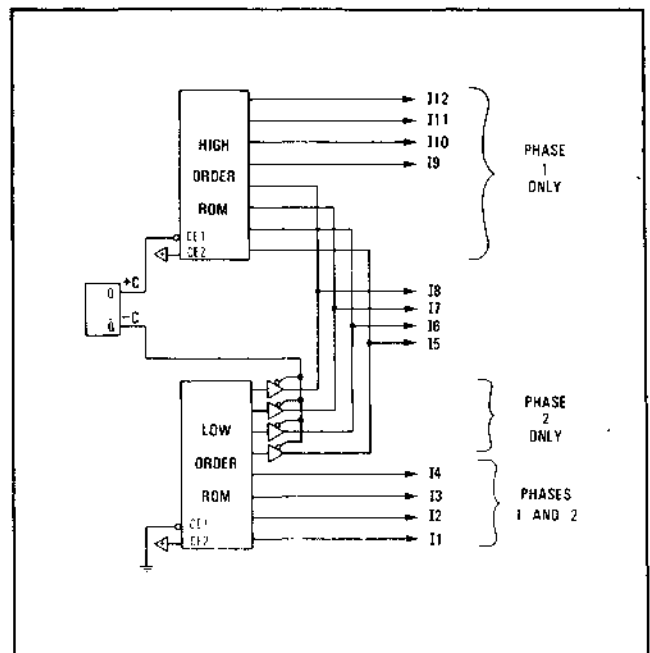 I12
I11
I10
I9
HIGH
ORDER
ROM
CE1
CE2
PHASE
1
ONLY
+C
-C
Q
Q̅
I8
I7
I6
I5
LOW
ORDER
ROM
CE1
CE2
PHASE
2
ONLY
I4
I3
I2
I1
PHASES
1 AND 2